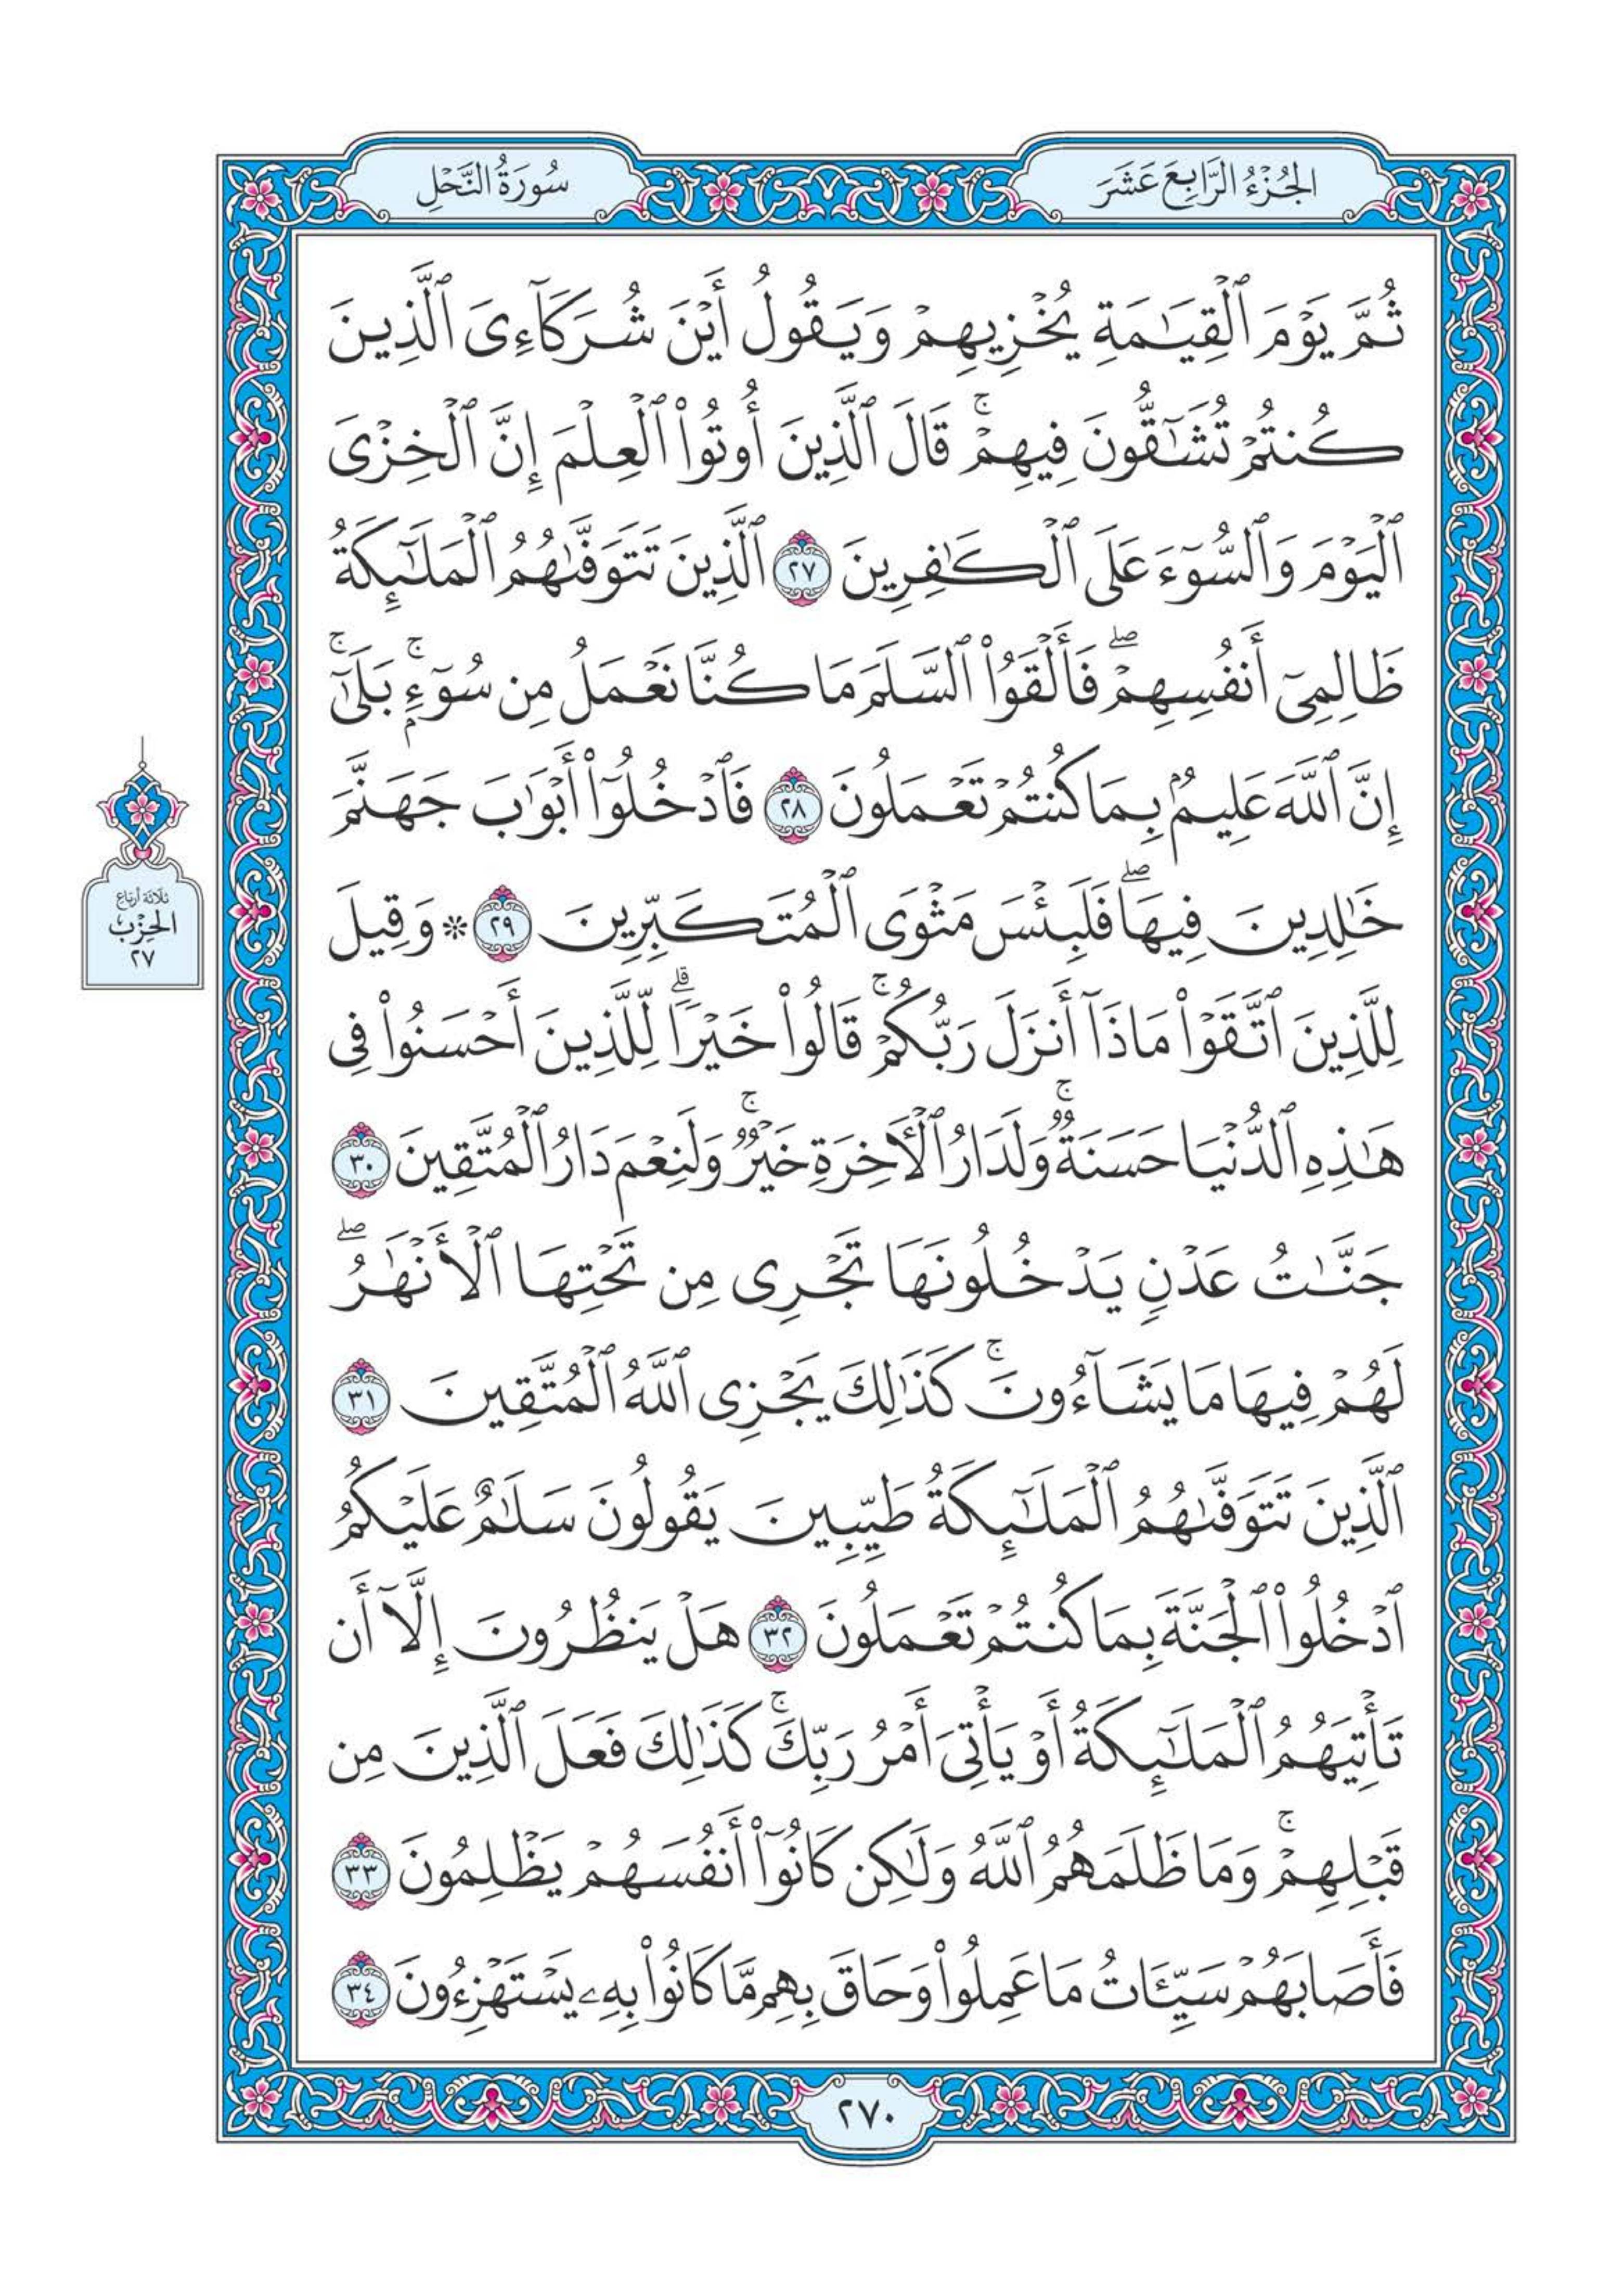 الجُزْءُ الرَّابِعَ عَشَرَ
سُورَةُ النَّحْلِ
ثُمَّ يَوْمَ ٱلْقِيَـٰمَةِ يُخْزِيهِمْ وَيَقُولُ أَيْنَ شُرَكَآءِىَ ٱلَّذِينَ
كُنتُمْ تُشَـٰٓقُّونَ فِيهِمْ ۚ قَالَ ٱلَّذِينَ أُوتُوا۟ ٱلْعِلْمَ إِنَّ ٱلْخِزْىَ
ٱلْيَوْمَ وَٱلسُّوٓءَ عَلَى ٱلْكَـٰفِرِينَ ٢٧ ٱلَّذِينَ تَتَوَفَّىٰهُمُ ٱلْمَلَـٰٓئِكَةُ
ظَالِمِىٓ أَنفُسِهِمْ ۖ فَأَلْقَوُا۟ ٱلسَّلَمَ مَا كُنَّا نَعْمَلُ مِن سُوٓءٍۭ ۚ بَلَىٰٓ ۚ
إِنَّ ٱللَّهَ عَلِيمٌۢ بِمَا كُنتُمْ تَعْمَلُونَ ٢٨ فَٱدْخُلُوٓا۟ أَبْوَٰبَ جَهَنَّمَ
خَـٰلِدِينَ فِيهَا ۖ فَلَبِئْسَ مَثْوَى ٱلْمُتَكَبِّرِينَ ٢٩ * وَقِيلَ
لِلَّذِينَ ٱتَّقَوْا۟ مَاذَآ أَنزَلَ رَبُّكُمْ ۚ قَالُوا۟ خَيْرًا ۗ لِّلَّذِينَ أَحْسَنُوا۟ فِى
هَـٰذِهِ ٱلدُّنْيَا حَسَنَةٌ ۚ وَلَدَارُ ٱلْـَٔاخِرَةِ خَيْرٌ ۚ وَلَنِعْمَ دَارُ ٱلْمُتَّقِينَ ٣٠
جَنَّـٰتُ عَدْنٍ يَدْخُلُونَهَا تَجْرِى مِن تَحْتِهَا ٱلْأَنْهَـٰرُ ۖ
لَهُمْ فِيهَا مَا يَشَآءُونَ ۚ كَذَٰلِكَ يَجْزِى ٱللَّهُ ٱلْمُتَّقِينَ ٣١
ٱلَّذِينَ تَتَوَفَّىٰهُمُ ٱلْمَلَـٰٓئِكَةُ طَيِّبِينَ يَقُولُونَ سَلَـٰمٌ عَلَيْكُمُ
ٱدْخُلُوا۟ ٱلْجَنَّةَ بِمَا كُنتُمْ تَعْمَلُونَ ٣٢ هَلْ يَنظُرُونَ إِلَّآ أَن
تَأْتِيَهُمُ ٱلْمَلَـٰٓئِكَةُ أَوْ يَأْتِىَ أَمْرُ رَبِّكَ ۚ كَذَٰلِكَ فَعَلَ ٱلَّذِينَ مِن
قَبْلِهِمْ ۚ وَمَا ظَلَمَهُمُ ٱللَّهُ وَلَـٰكِن كَانُوٓا۟ أَنفُسَهُمْ يَظْلِمُونَ ٣٣
فَأَصَابَهُمْ سَيِّـَٔاتُ مَا عَمِلُوا۟ وَحَاقَ بِهِم مَّا كَانُوا۟ بِهِۦ يَسْتَهْزِءُونَ ٣٤
ثلاثة أرباع
الحِزْب
٢٧
٢٧٠